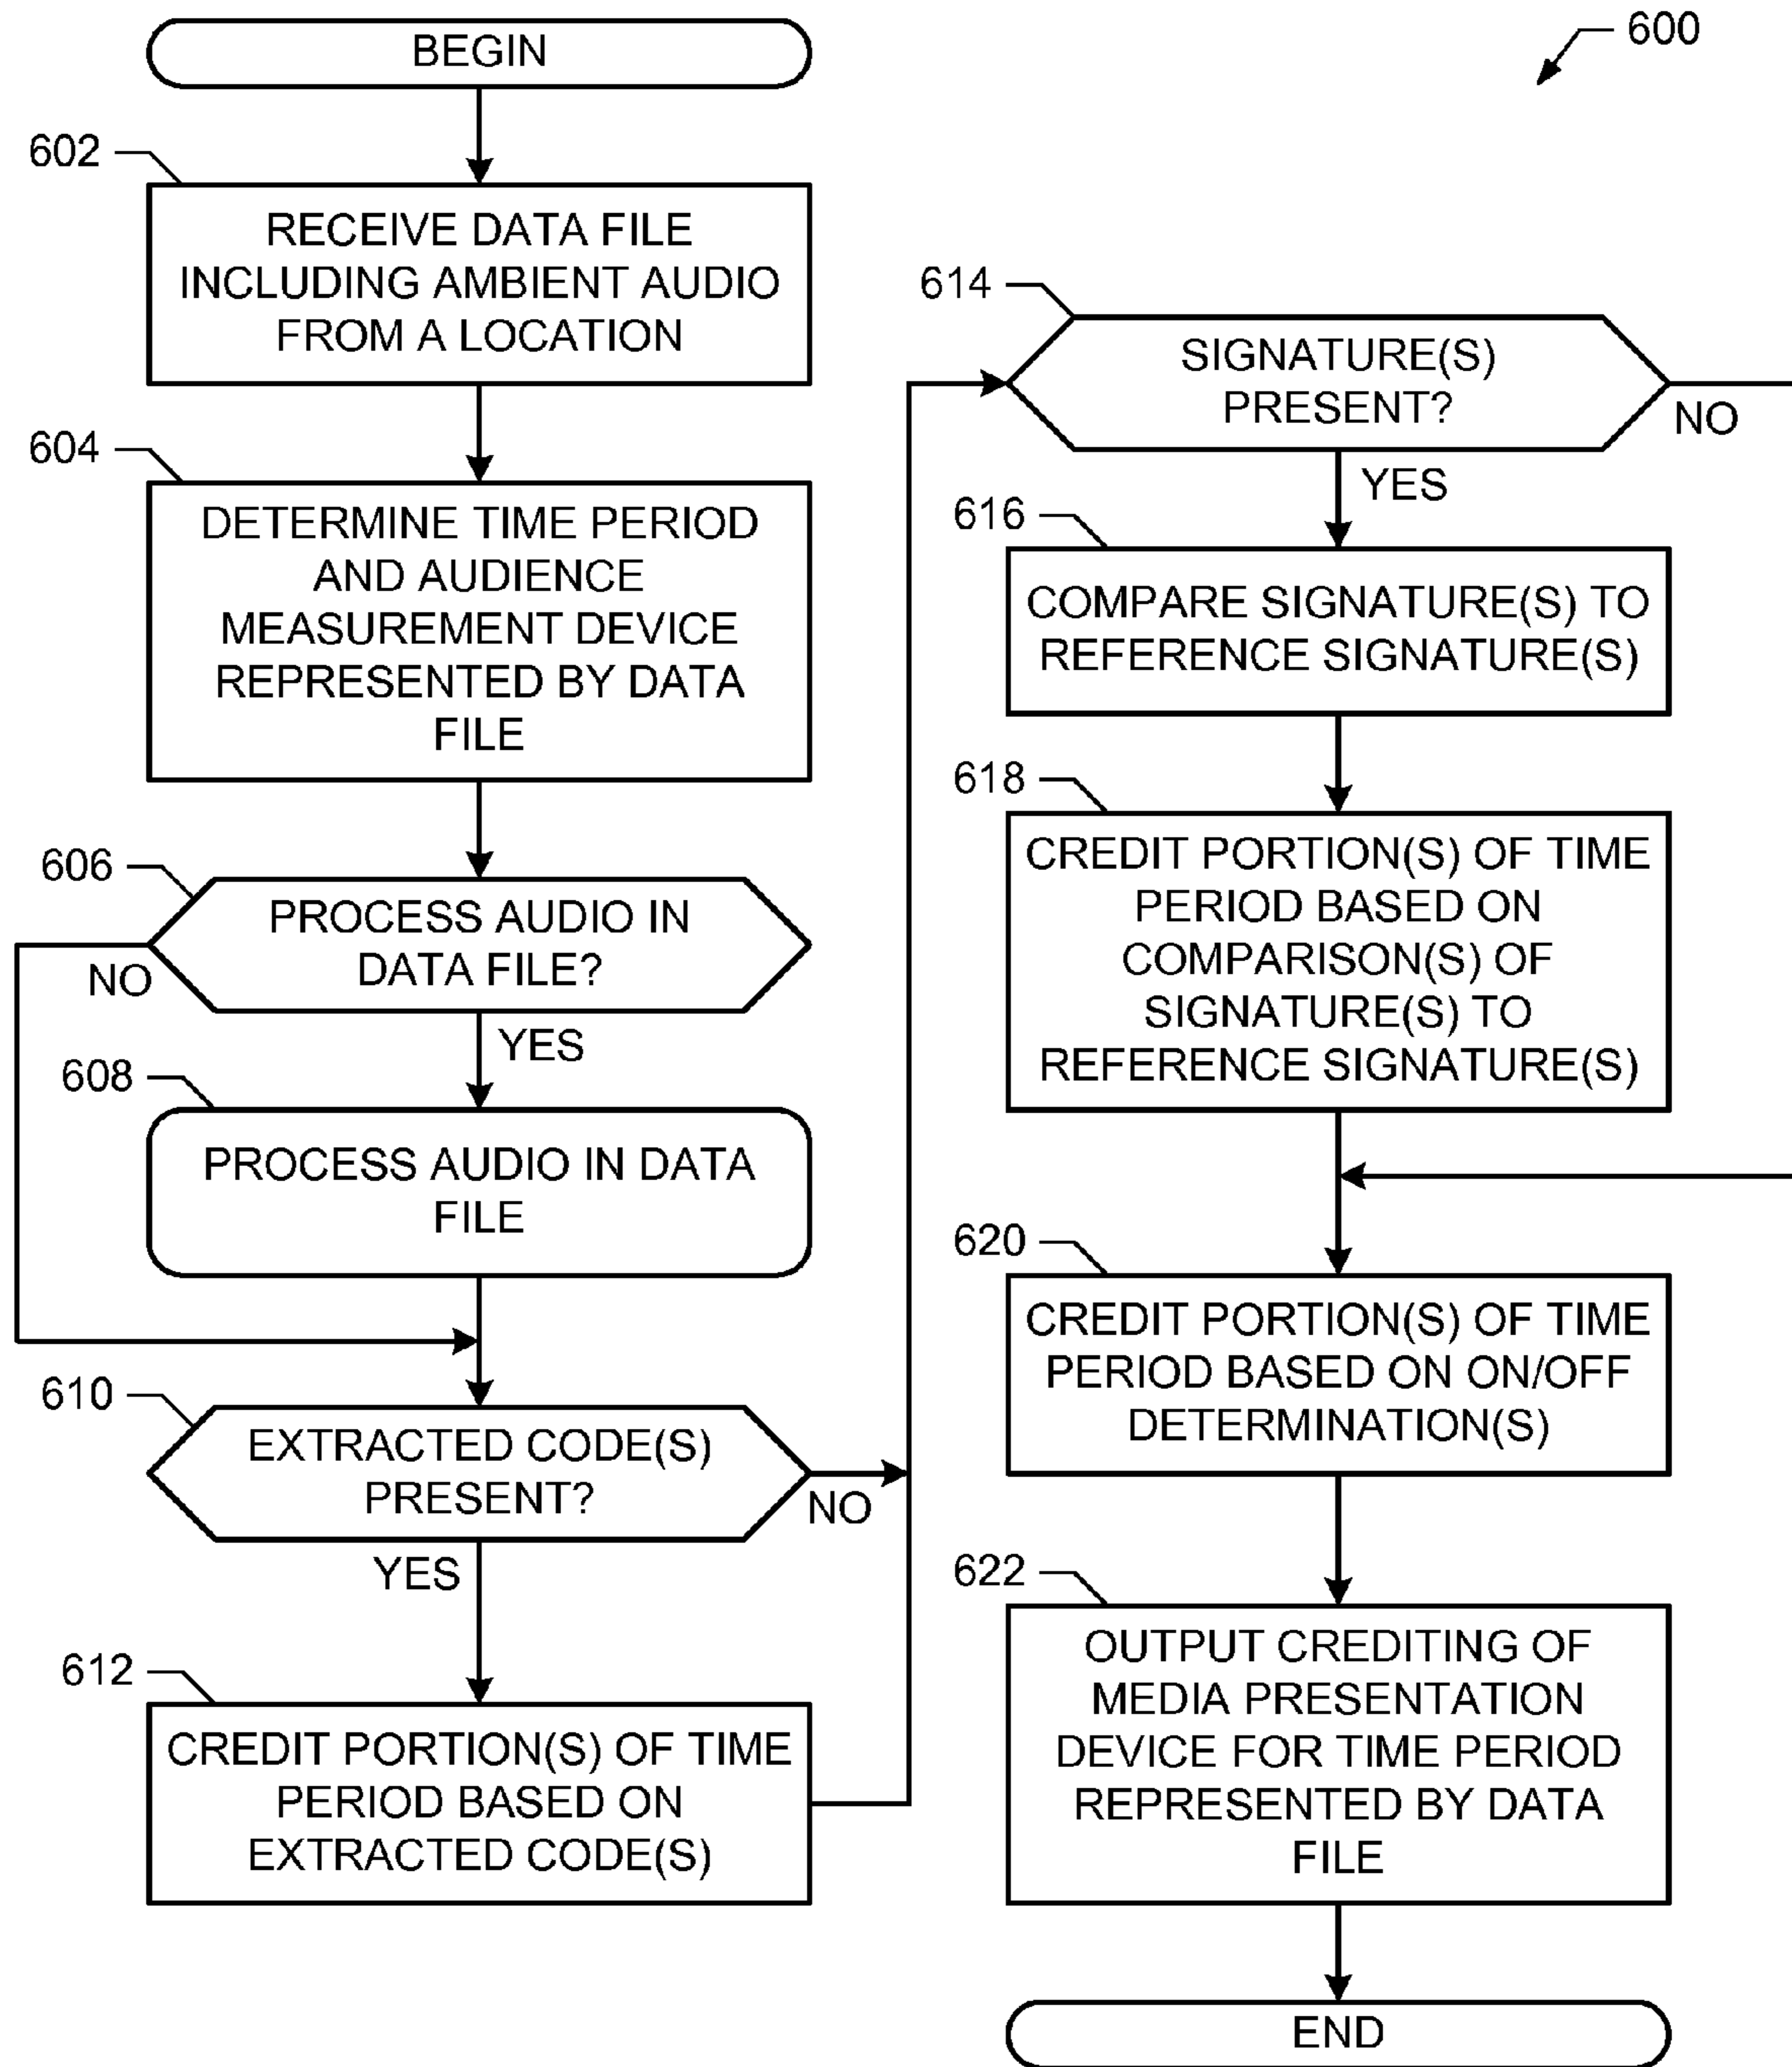 600
BEGIN
602
RECEIVE DATA FILE
INCLUDING AMBIENT AUDIO
FROM A LOCATION
604
DETERMINE TIME PERIOD
AND AUDIENCE
MEASUREMENT DEVICE
REPRESENTED BY DATA
FILE
606
PROCESS AUDIO IN
DATA FILE?
NO
YES
608
PROCESS AUDIO IN DATA
FILE
610
EXTRACTED CODE(S)
PRESENT?
NO
YES
612
CREDIT PORTION(S) OF TIME
PERIOD BASED ON
EXTRACTED CODE(S)
614
SIGNATURE(S)
PRESENT?
NO
YES
616
COMPARE SIGNATURE(S) TO
REFERENCE SIGNATURE(S)
618
CREDIT PORTION(S) OF TIME
PERIOD BASED ON
COMPARISON(S) OF
SIGNATURE(S) TO
REFERENCE SIGNATURE(S)
620
CREDIT PORTION(S) OF TIME
PERIOD BASED ON ON/OFF
DETERMINATION(S)
622
OUTPUT CREDITING OF
MEDIA PRESENTATION
DEVICE FOR TIME PERIOD
REPRESENTED BY DATA
FILE
END